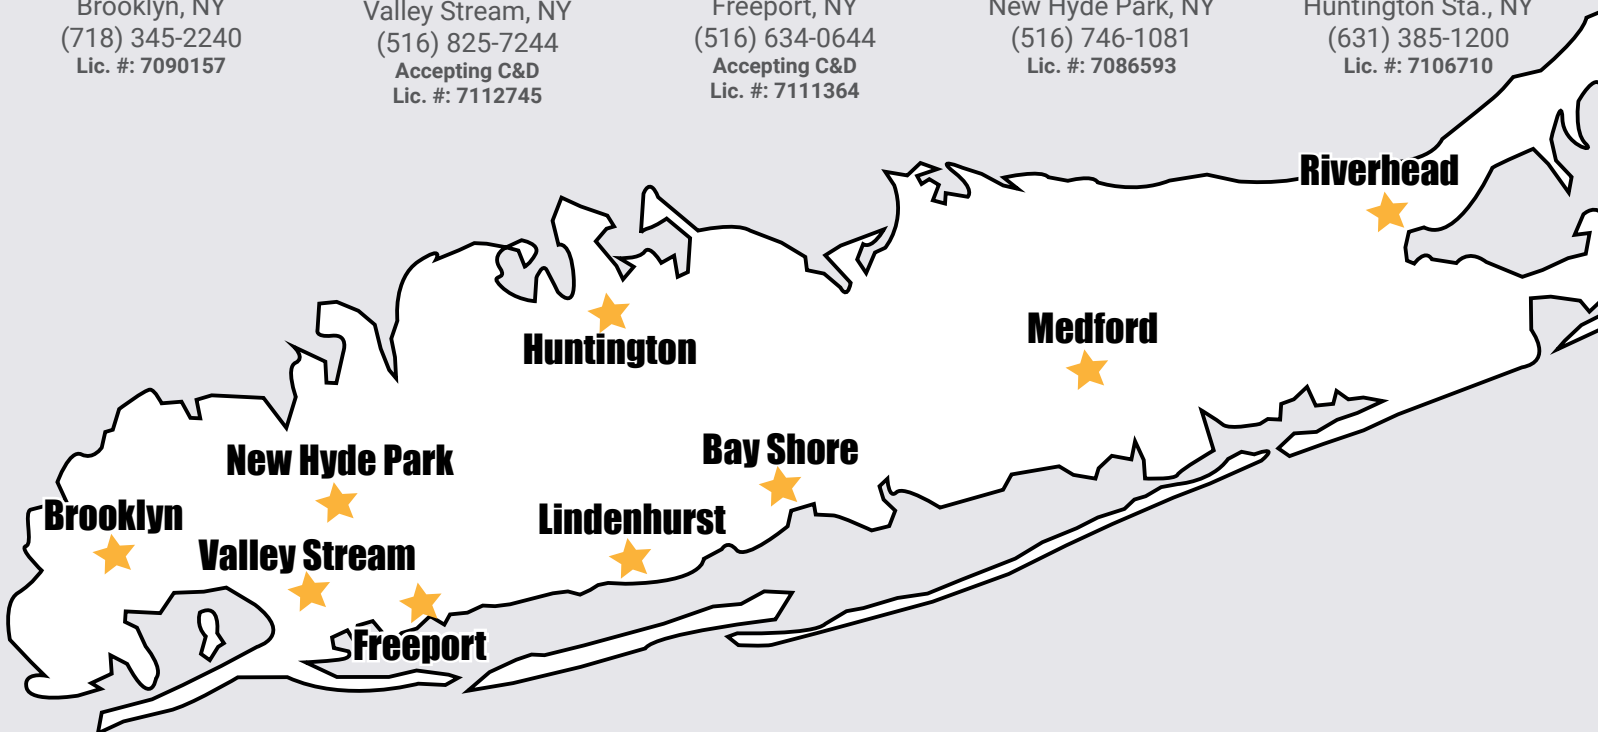 Brooklyn, NY
(718) 345-2240
Lic. #: 7090157
Valley Stream, NY
(516) 825-7244
Accepting C&D
Lic. #: 7112745
Freeport, NY
(516) 634-0644
Accepting C&D
Lic. #: 7111364
New Hyde Park, NY
(516) 746-1081
Lic. #: 7086593
Huntington Sta., NY
(631) 385-1200
Lic. #: 7106710
Riverhead
Medford
Huntington
Bay Shore
New Hyde Park
Lindenhurst
Brooklyn
Valley Stream
Freeport